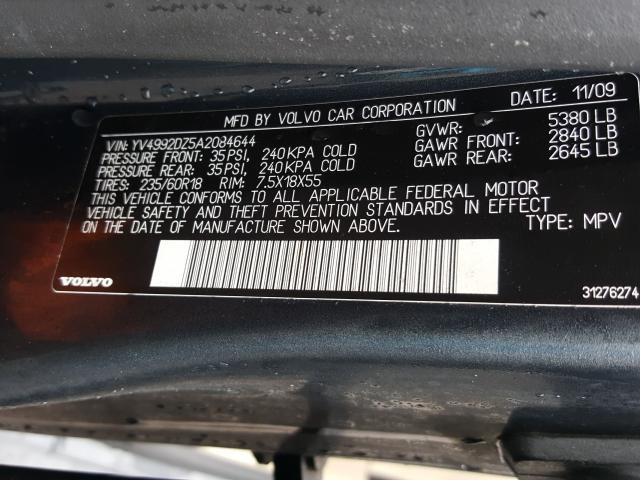 MFD BY VOLVO CAR CORPORATION DATE: 11/09
VIN: YV4992DZ5A2084644 GVWR: 5380 LB
PRESSURE FRONT: 35 PSI, 240 KPA COLD GAWR FRONT: 2840 LB
PRESSURE REAR: 35 PSI, 240 KPA COLD GAWR REAR: 2645 LB
TIRES: 235/60R18 RIM: 7.5X18X55
THIS VEHICLE CONFORMS TO ALL APPLICABLE FEDERAL MOTOR
VEHICLE SAFETY AND THEFT PREVENTION STANDARDS IN EFFECT
ON THE DATE OF MANUFACTURE SHOWN ABOVE. TYPE: MPV
VOLVO 31276274